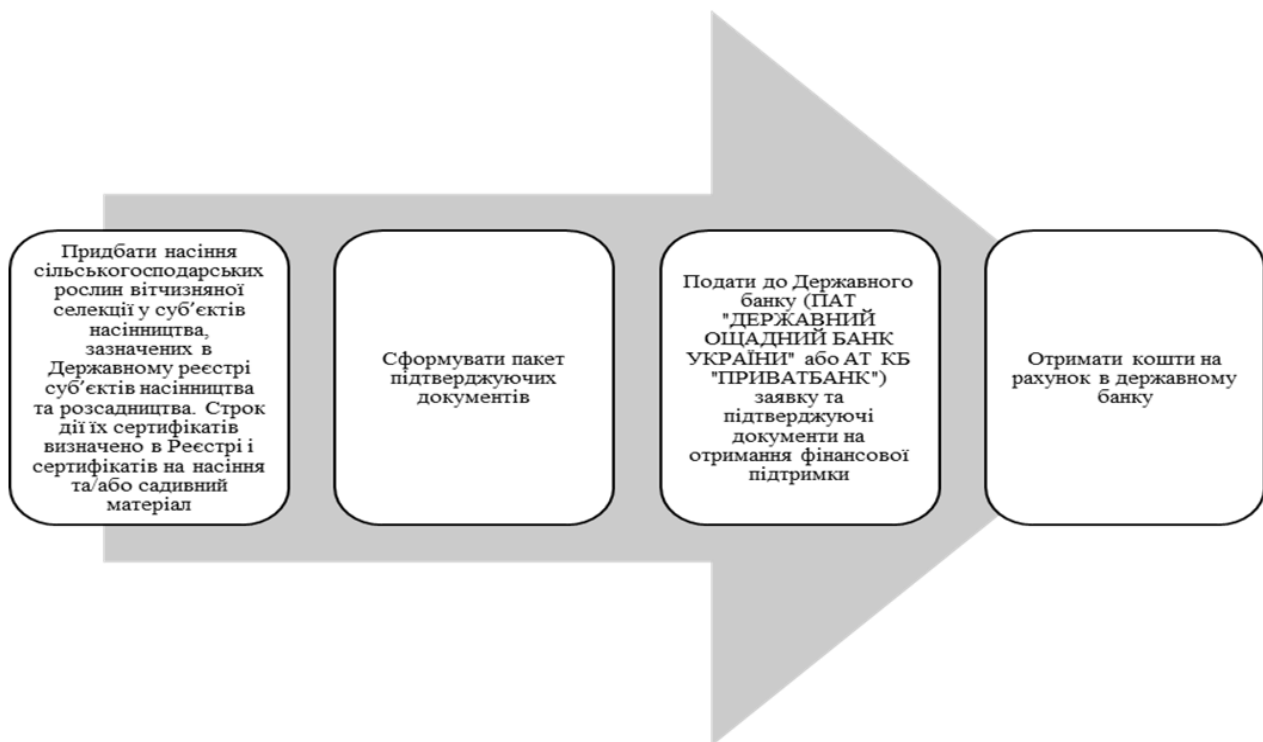 Придбати насіння
сільськогосподарських
рослин вітчизняної
селекції у суб’єктів
насінництва,
зазначених в
Державному реєстрі
суб’єктів насінництва
та розсадництва. Строк
дії їх сертифікатів
визначено в Реєстрі і
сертифікатів на насіння
та/або садивний
матеріал
Сформувати пакет
підтверджуючих
документів
Подати до Державного
банку (ПАТ
"ДЕРЖАВНИЙ
ОЩАДНИЙ БАНК
УКРАЇНИ" або АТ КБ
"ПРИВАТБАНК")
заявку та
підтверджуючі
документи на
отримання фінансової
підтримки
Отримати кошти на
рахунок в державному
банку